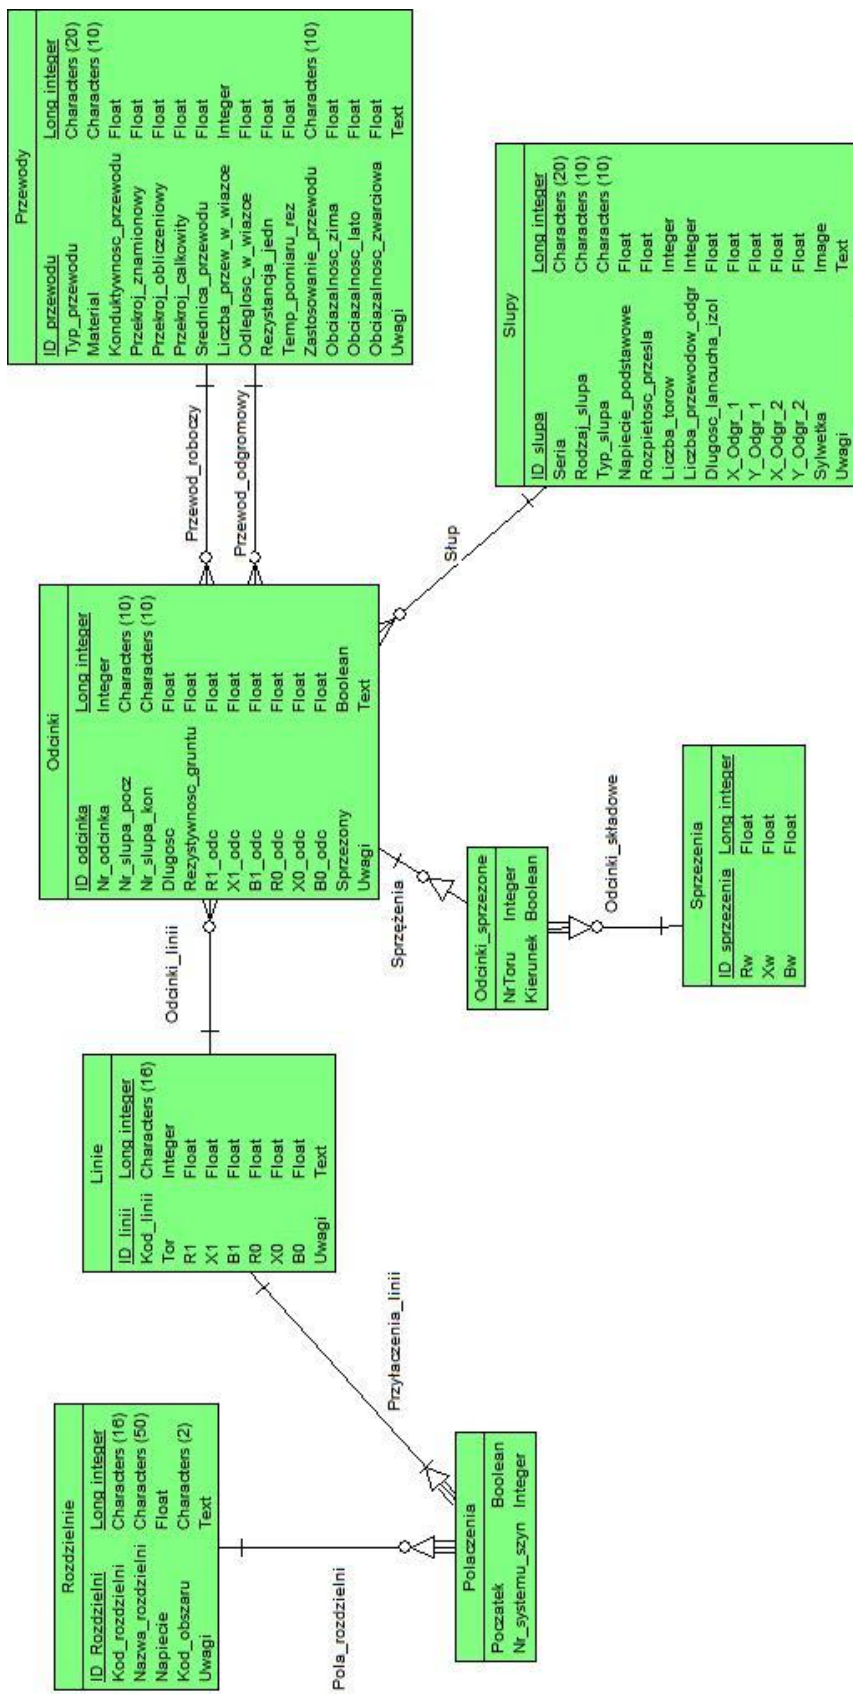 Rozdzielnie
ID_Rozdzielni Long integer
Kod_rozdzielni Characters (16)
Nazwa_rozdzielni Characters (50)
Napiecie Float
Kod_obszaru Characters (2)
Uwagi Text
Pola_rozdzielni
Polaczenia
Poczatek Boolean
Nr_systemu_szyn Integer
Przyłaczenia_linii
Linie
ID_linii Long integer
Kod_linii Characters (16)
Tor Integer
R1 Float
X1 Float
B1 Float
R0 Float
X0 Float
B0 Float
Uwagi Text
Odcinki_linii
Odcinki
ID_odcinka Long integer
Nr_odcinka Integer
Nr_slupa_pocz Characters (10)
Nr_slupa_kon Characters (10)
Dlugosc Float
Rezystywnosc_gruntu Float
R1_odc Float
X1_odc Float
B1_odc Float
R0_odc Float
X0_odc Float
B0_odc Float
Sprzezony Boolean
Uwagi Text
Sprzężenia
Odcinki_sprzezone
NrToru Integer
Kierunek Boolean
Odcinki_składowe
Sprzezenia
ID_sprzezenia Long integer
Rw Float
Xw Float
Bw Float
Przewod_roboczy
Przewod_odgromowy
Słup
Przewody
ID_przewodu Long integer
Typ_przewodu Characters (20)
Material Characters (10)
Konduktywnosc_przewodu Float
Przekroj_znamionowy Float
Przekroj_obliczeniowy Float
Przekroj_calkowity Float
Srednica_przewodu Float
Liczba_przew_w_wiazce Integer
Odleglosc_w_wiazce Float
Rezystancja_jedn Float
Temp_pomiaru_rez Float
Zastosowanie_przewodu Characters (10)
Obciazalnosc_zima Float
Obciazalnosc_lato Float
Obciazalnosc_zwarciowa Float
Uwagi Text
Slupy
ID_slupa Long integer
Seria Characters (20)
Rodzaj_slupa Characters (10)
Typ_slupa Characters (10)
Napiecie_podstawowe Float
Rozpietosc_przesla Float
Liczba_torow Integer
Liczba_przewodow_odgr Integer
Dlugosc_lancucha_izol Float
X_Odgr_1 Float
Y_Odgr_1 Float
X_Odgr_2 Float
Y_Odgr_2 Float
Sylwetka Image
Uwagi Text